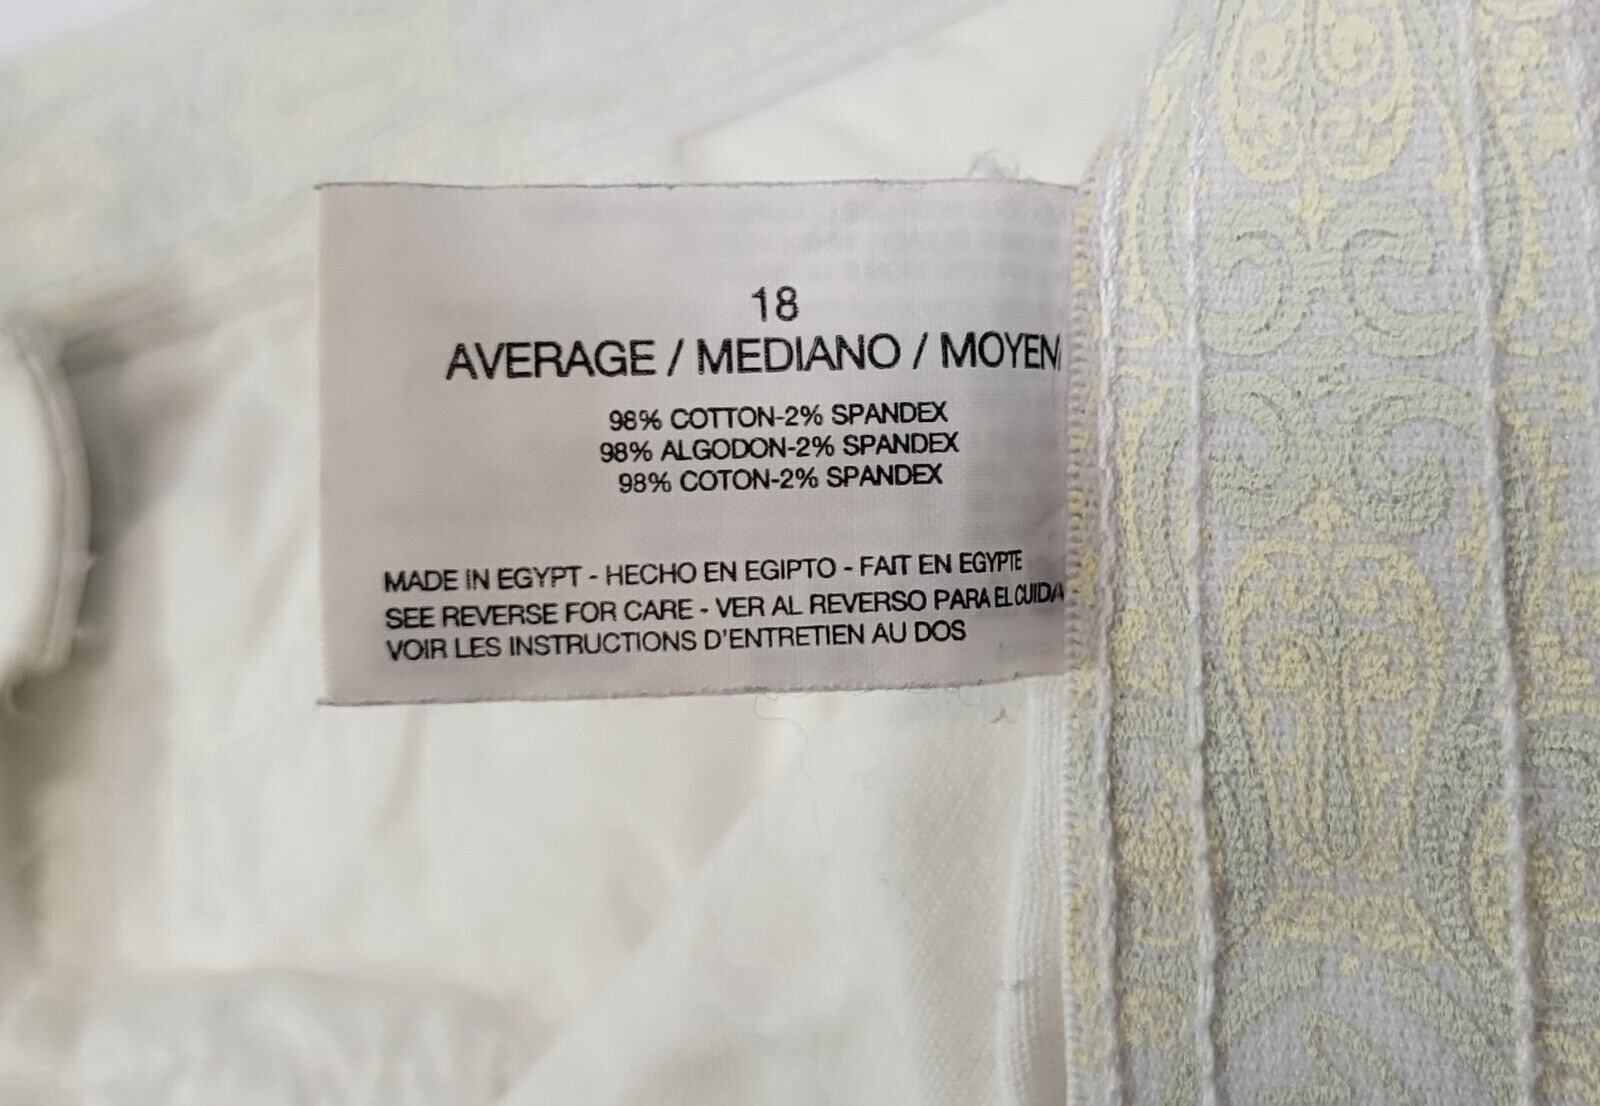 18
AVERAGE / MEDIANO / MOYEN
98% COTTON-2% SPANDEX
98% ALGODON-2% SPANDEX
98% COTON-2% SPANDEX
MADE IN EGYPT - HECHO EN EGIPTO - FAIT EN EGYPTE
SEE REVERSE FOR CARE - VER AL REVERSO PARA EL CUIDA
VOIR LES INSTRUCTIONS D'ENTRETIEN AU DOS